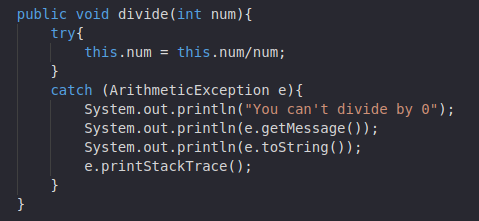 public void divide(int num){
    try{
        this.num = this.num/num;
    }
    catch (ArithmeticException e){
        System.out.println("You can't divide by 0");
        System.out.println(e.getMessage());
        System.out.println(e.toString());
        e.printStackTrace();
    }
}